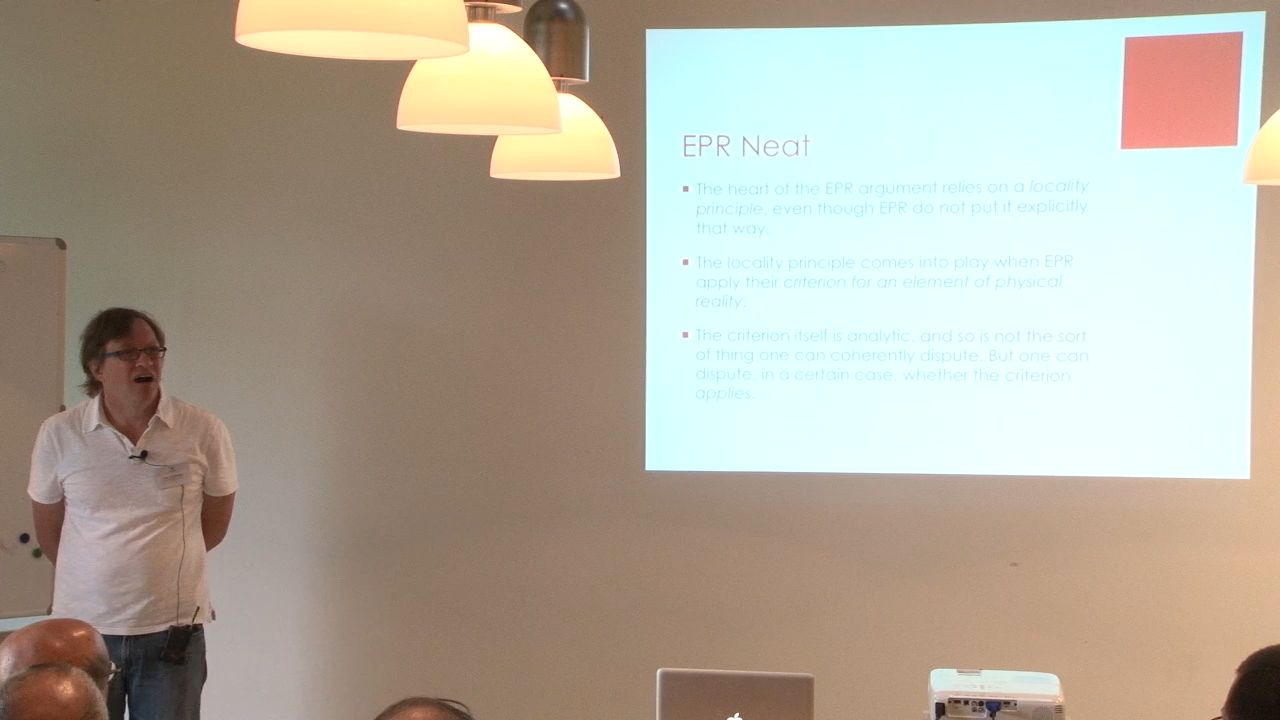 EPR Neat
The heart of the EPR argument relies on a locality
principle, even though EPR do not put it explicitly
that way.
The locality principle comes into play when EPR
apply their criterion for an element of physical
reality.
The criterion itself is analytic, and so is not the sort
of thing one can coherently dispute. But one can
dispute, in a certain case, whether the criterion
applies.